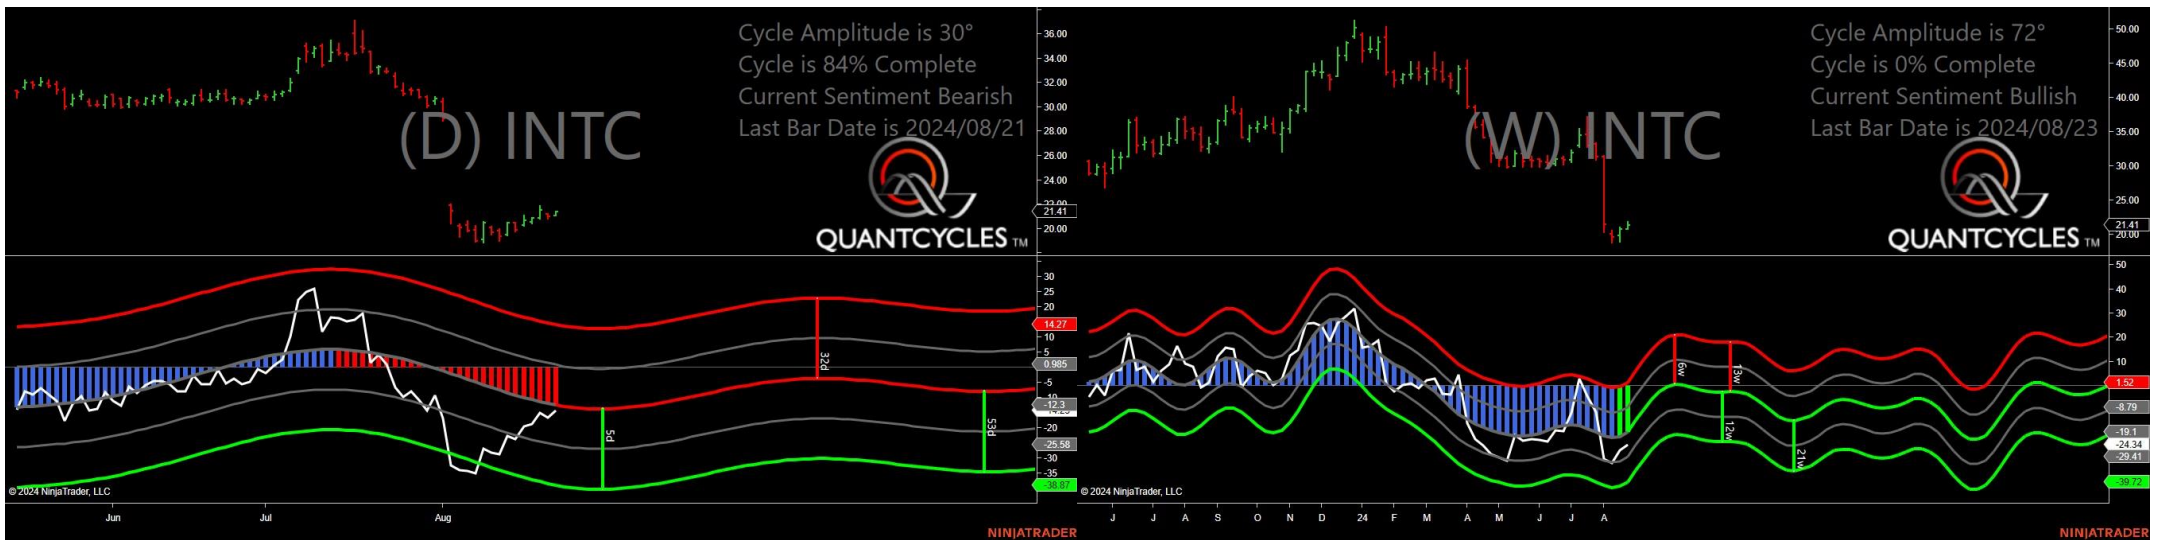 Cycle Amplitude is 30°
Cycle is 84% Complete
Current Sentiment Bearish
Last Bar Date is 2024/08/21
(D) INTC
QUANTCYCLES TM
36.00
34.00
32.00
30.00
28.00
26.00
24.00
22.00
21.41
20.00
30
25
20
14.27
10
5
0.985
-5
10
-12.3
-20
-25.58
-30
-35
-38.87
32d
5d
53d
© 2024 NinjaTrader, LLC
Jun Jul Aug
NINJATRADER
Cycle Amplitude is 72°
Cycle is 0% Complete
Current Sentiment Bullish
Last Bar Date is 2024/08/23
(W) INTC
QUANTCYCLES TM
50.00
45.00
40.00
35.00
30.00
25.00
21.41
20.00
50
40
30
20
10
1.52
-8.79
-19.1
-24.34
-29.41
-39.72
6w
13w
12w
21w
© 2024 NinjaTrader, LLC
J J A S O N D 24 F M A M J J A
NINJATRADER